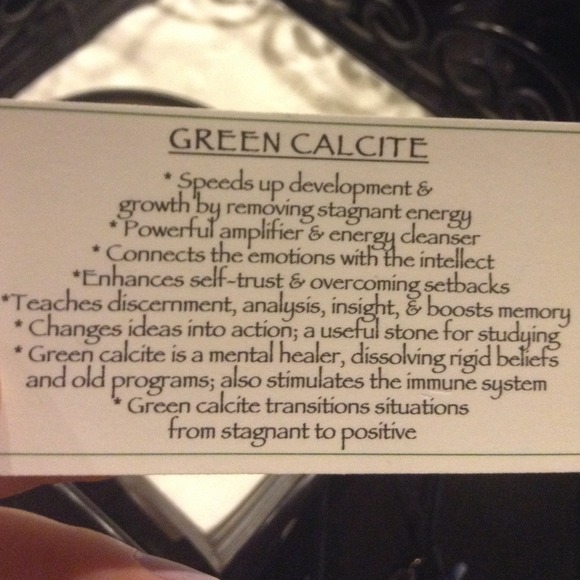 GREEN CALCITE
* Speeds up development &
growth by removing stagnant energy
* Powerful amplifier & energy cleanser
* Connects the emotions with the intellect
*Enhances self-trust & overcoming setbacks
*Teaches discernment, analysis, insight, & boosts memory
* Changes ideas into action; a useful stone for studying
* Green calcite is a mental healer, dissolving rigid beliefs
and old programs; also stimulates the immune system
* Green calcite transitions situations
from stagnant to positive